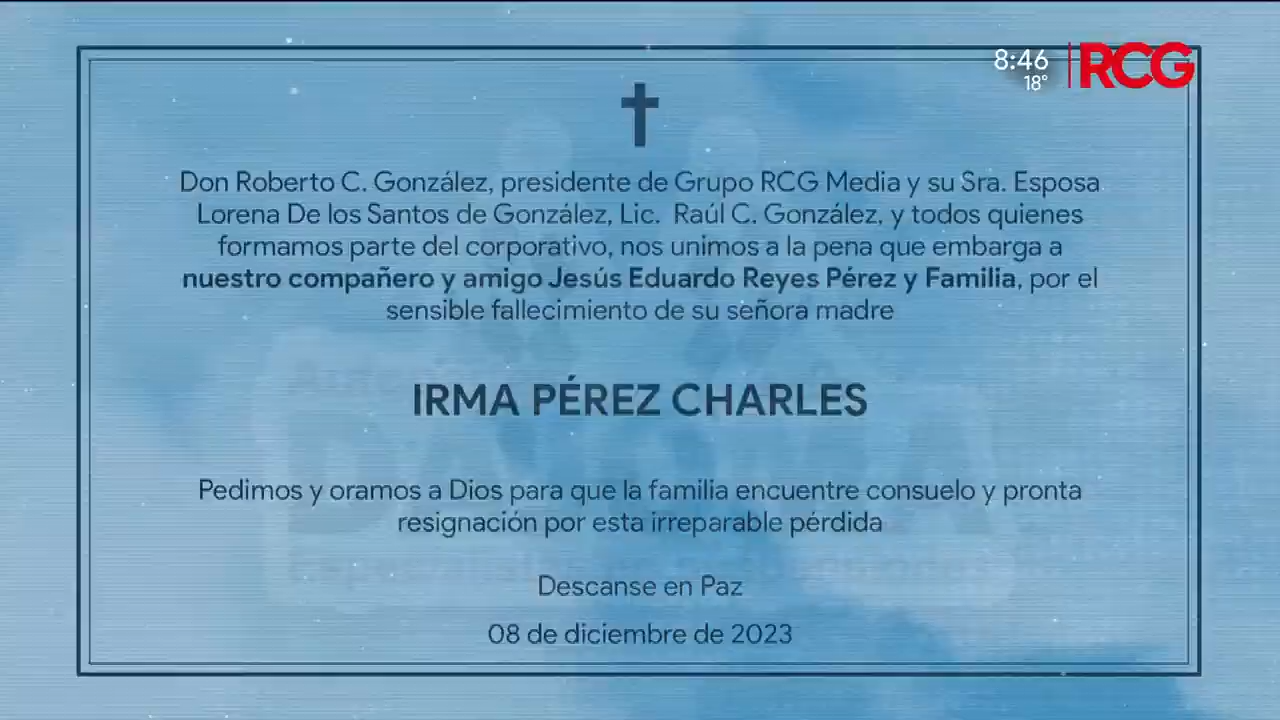 8:46
18°
RCG
Don Roberto C. González, presidente de Grupo RCG Media y su Sra. Esposa
Lorena De los Santos de González, Lic. Raúl C. González, y todos quienes
formamos parte del corporativo, nos unimos a la pena que embarga a
nuestro compañero y amigo Jesús Eduardo Reyes Pérez y Familia, por el
sensible fallecimiento de su señora madre
IRMA PÉREZ CHARLES
Pedimos y oramos a Dios para que la familia encuentre consuelo y pronta
resignación por esta irreparable pérdida
Descanse en Paz
08 de diciembre de 2023